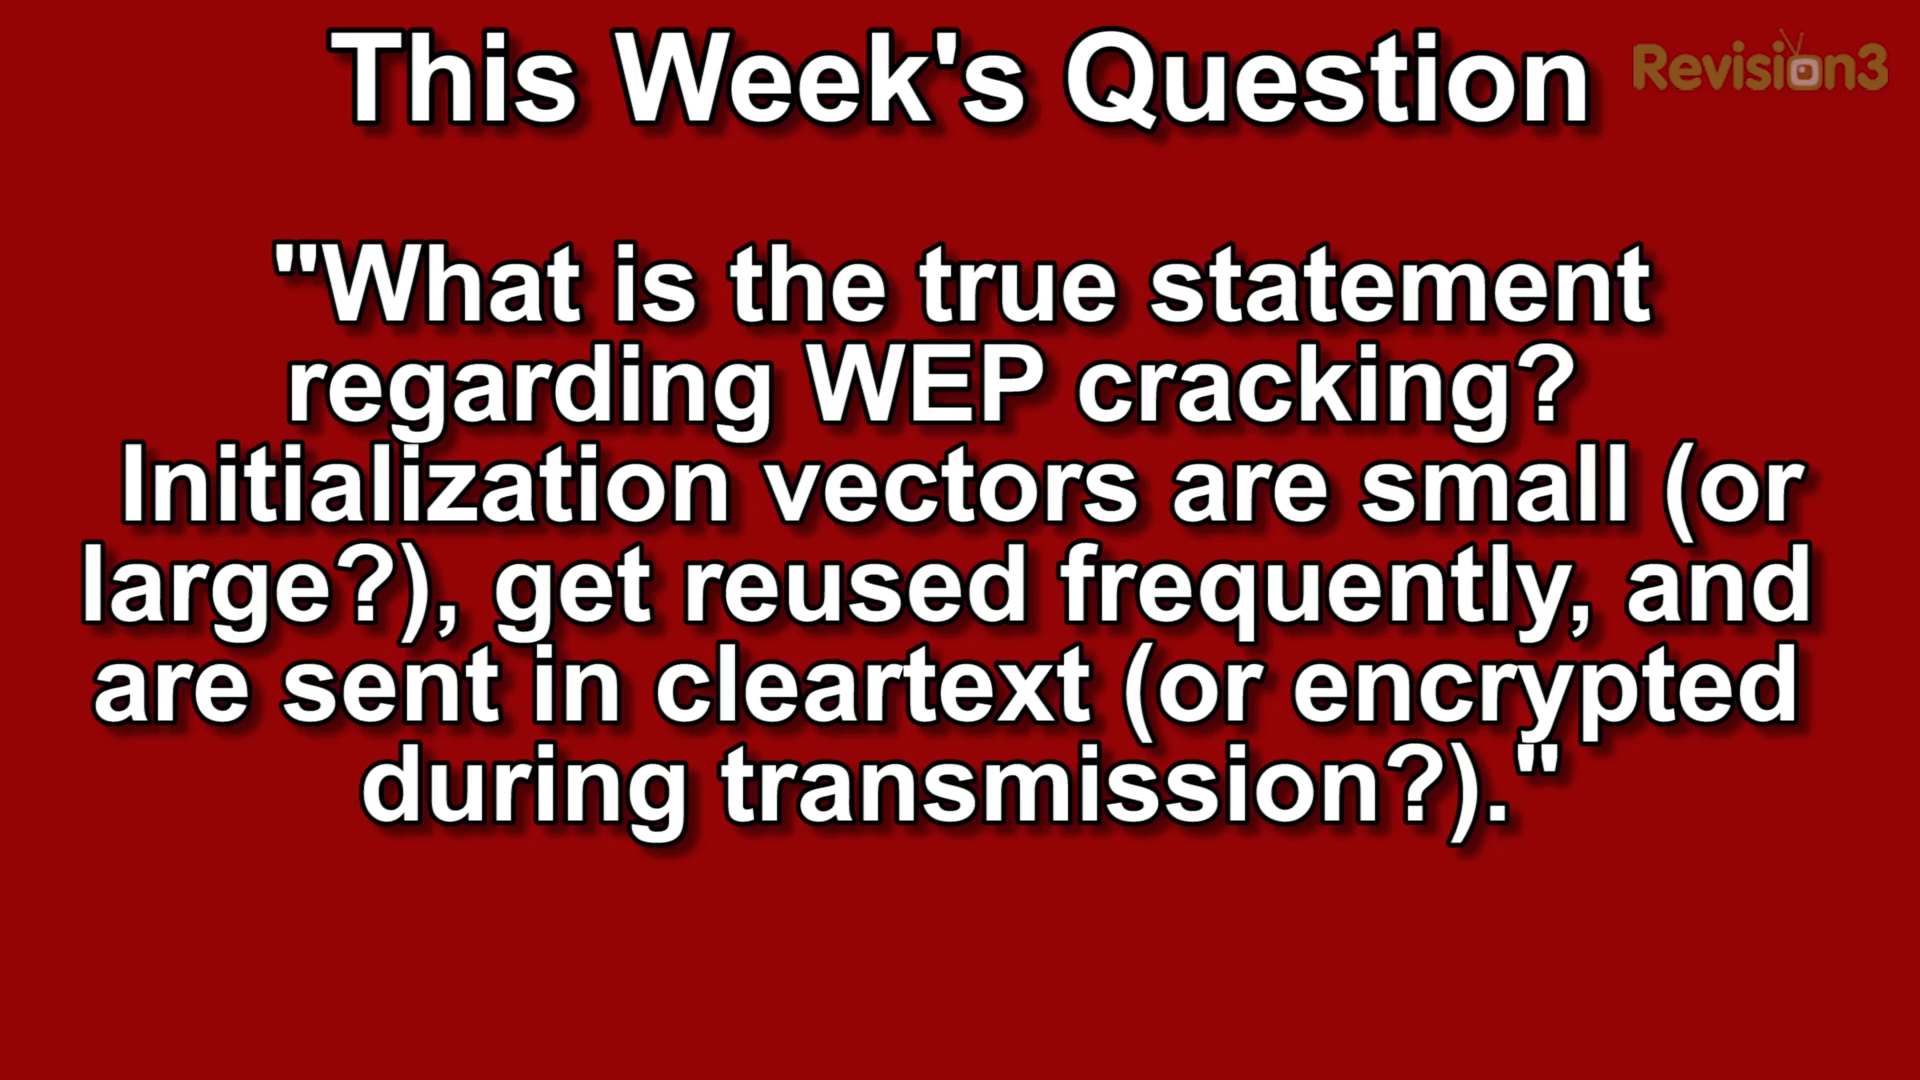 This Week's Question
Revision3
"What is the true statement
regarding WEP cracking?
Initialization vectors are small (or
large?), get reused frequently, and
are sent in cleartext (or encrypted
during transmission?)."